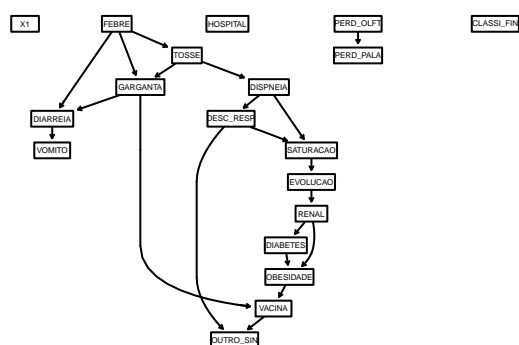 X1 FEBRE HOSPITAL PERD_OLFT CLASSI_FIN
TOSSE PERD_PALA
GARGANTA DISPNEIA
DIARREIA DESC_RESP
VOMITO SATURACAO
EVOLUCAO
RENAL
DIABETES
OBESIDADE
VACINA
OUTRO_SIN